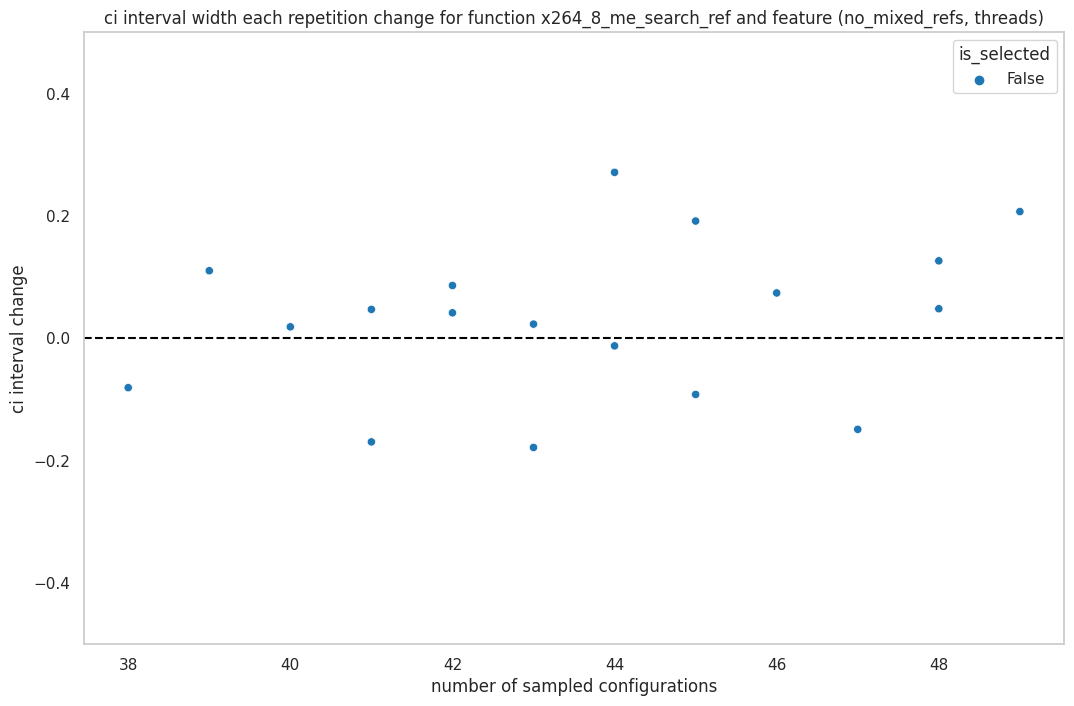 ci interval width each repetition change for function x264_8_me_search_ref and feature (no_mixed_refs, threads)
is_selected
False
0.4
0.2
0.0
−0.2
−0.4
ci interval change
38 40 42 44 46 48
number of sampled configurations